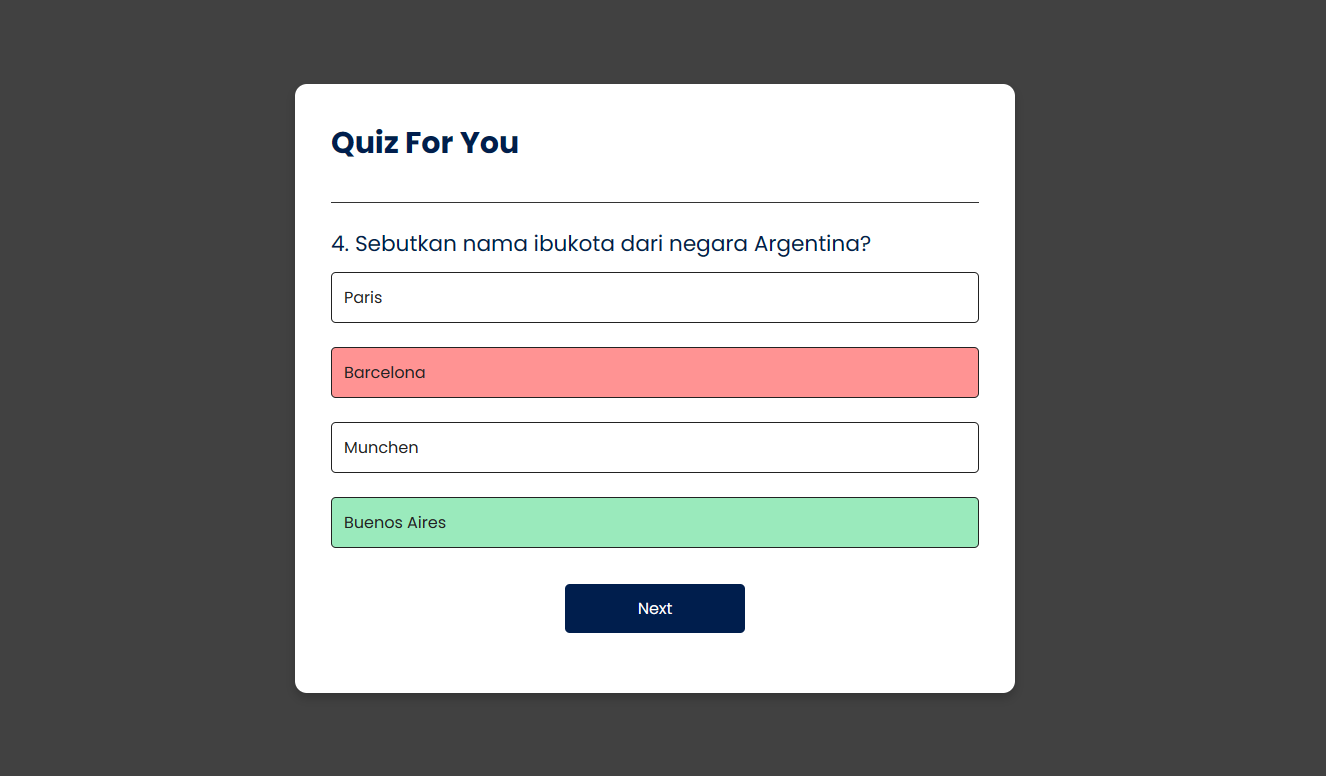 Quiz For You
4. Sebutkan nama ibukota dari negara Argentina?
Paris
Barcelona
Munchen
Buenos Aires
Next